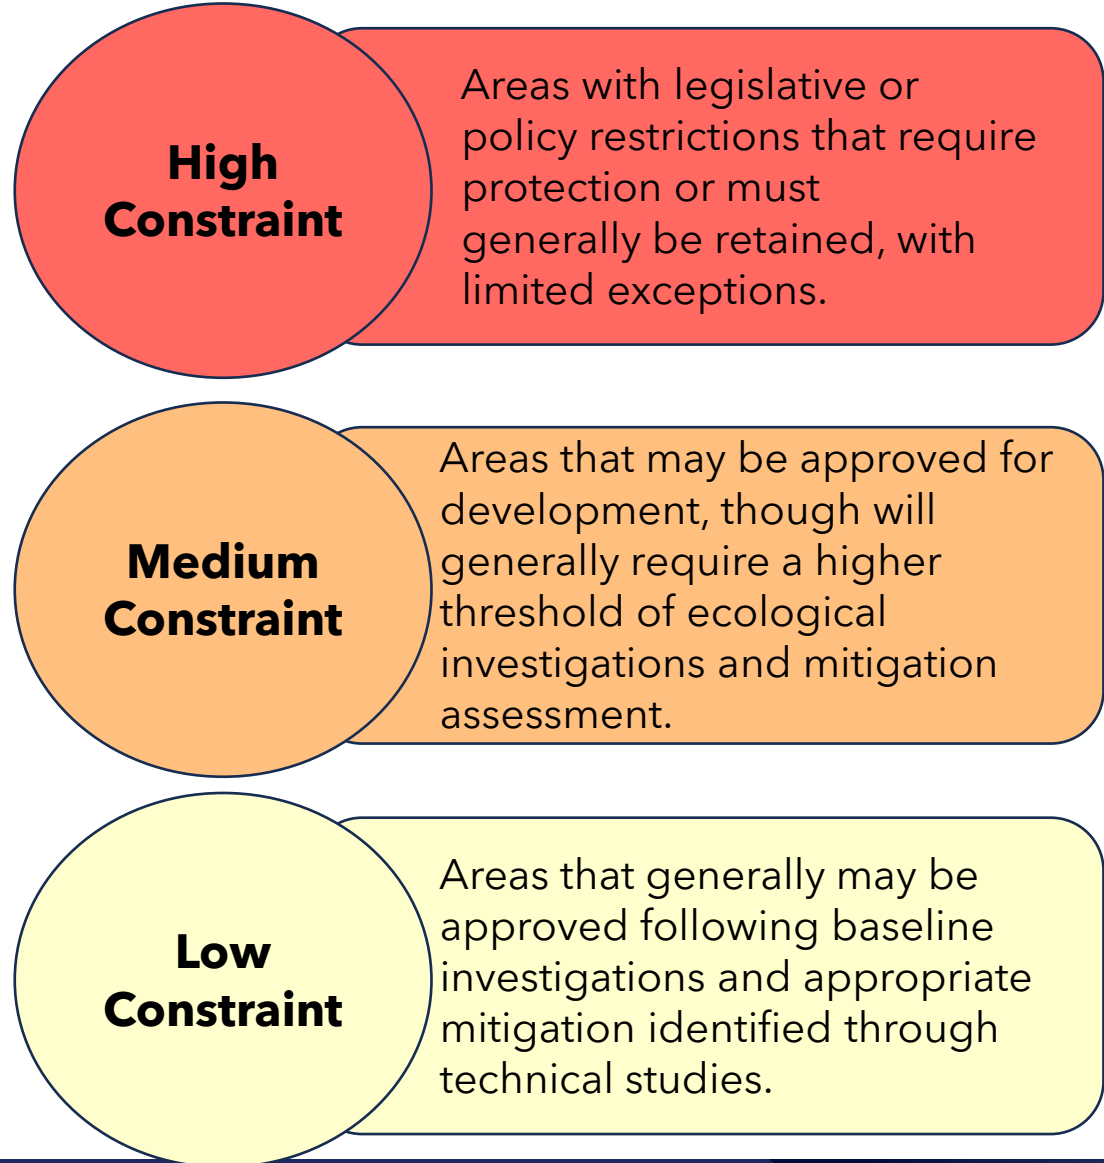 High
Constraint
Areas with legislative or
policy restrictions that require
protection or must
generally be retained, with
limited exceptions.
Medium
Constraint
Areas that may be approved for
development, though will
generally require a higher
threshold of ecological
investigations and mitigation
assessment.
Low
Constraint
Areas that generally may be
approved following baseline
investigations and appropriate
mitigation identified through
technical studies.